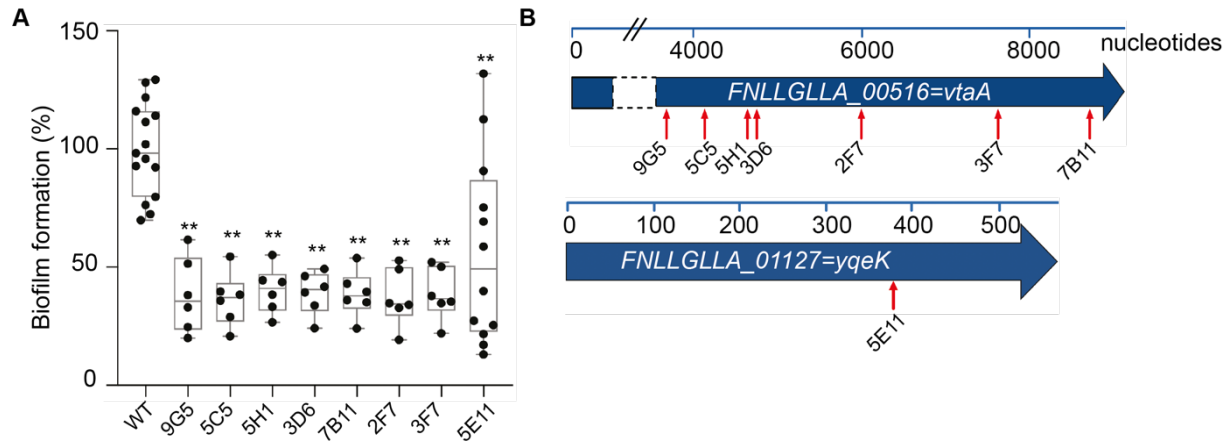 A
Biofilm formation (%)
150
100
50
0
** ** ** ** ** ** ** **
WT 9G5 5C5 5H1 3D6 7B11 2F7 3F7 5E11
B
0 4000 6000 8000 nucleotides
FNLLGLLA_00516=vtaA
9G5 5C5 5H1 3D6 2F7 3F7 7B11
0 100 200 300 400 500
FNLLGLLA_01127=yqeK
5E11